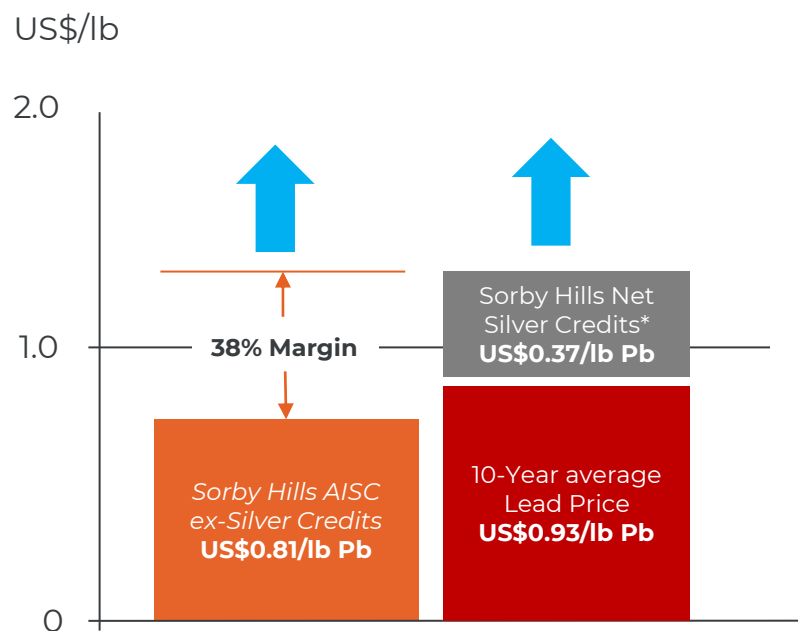 US$/lb
2.0
1.0
0
38% Margin
Sorby Hills AISC
ex-Silver Credits
US$0.81/lb Pb
Sorby Hills Net
Silver Credits*
US$0.37/lb Pb
10-Year average
Lead Price
US$0.93/lb Pb